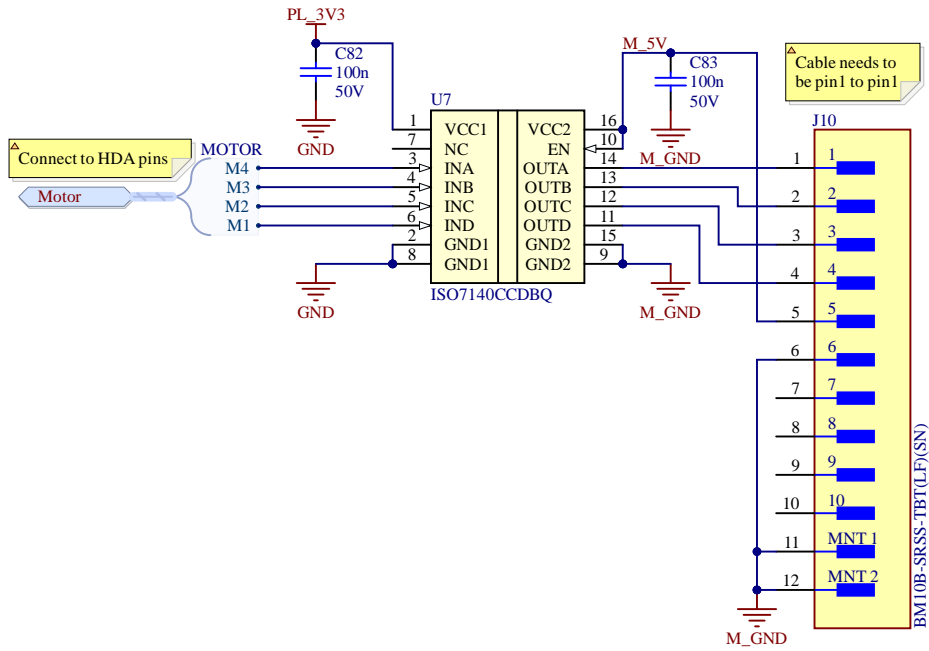 PL_3V3
C82
100n
50V
GND
M_5V
C83
100n
50V
M_GND
Cable needs to
be pin1 to pin1
Connect to HDA pins
Motor
MOTOR
M4
M3
M2
M1
U7
1 VCC1 VCC2 16
7 NC EN 10
3 INA OUTA 14
4 INB OUTB 13
5 INC OUTC 12
6 IND OUTD 11
2 GND1 GND2 15
8 GND1 GND2 9
ISO7140CCDBQ
GND
M_GND
J10
1 1
2 2
3 3
4 4
5 5
6 6
7 7
8 8
9 9
10 10
11 MNT 1
12 MNT 2
BM10B-SRSS-TBT(LF)(SN)
M_GND